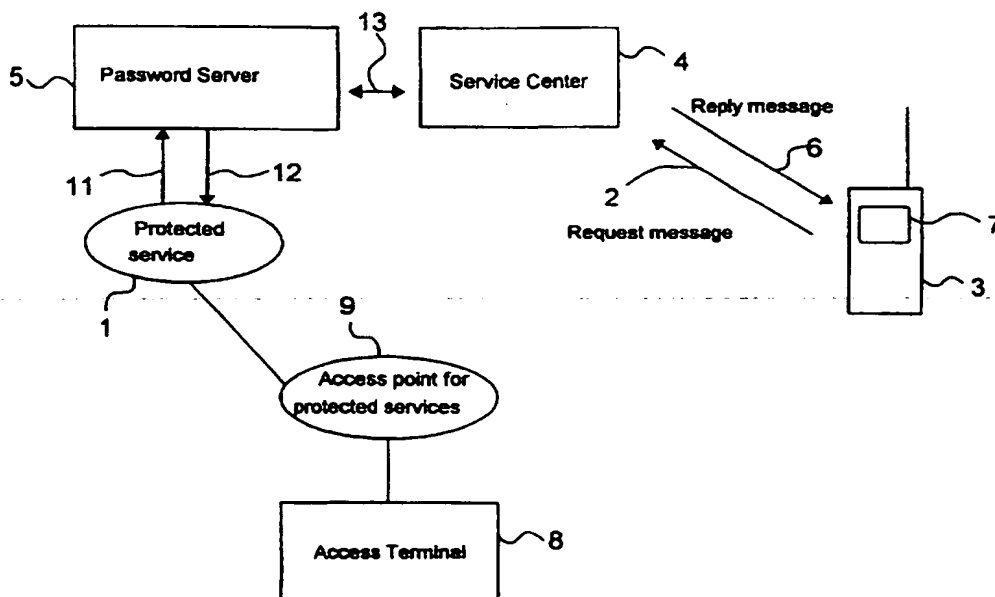 13
5
Password Server
Service Center
4
Reply message
6
11
12
2
Protected
service
Request message
7
3
1
9
Access point for
protected services
Access Terminal
8